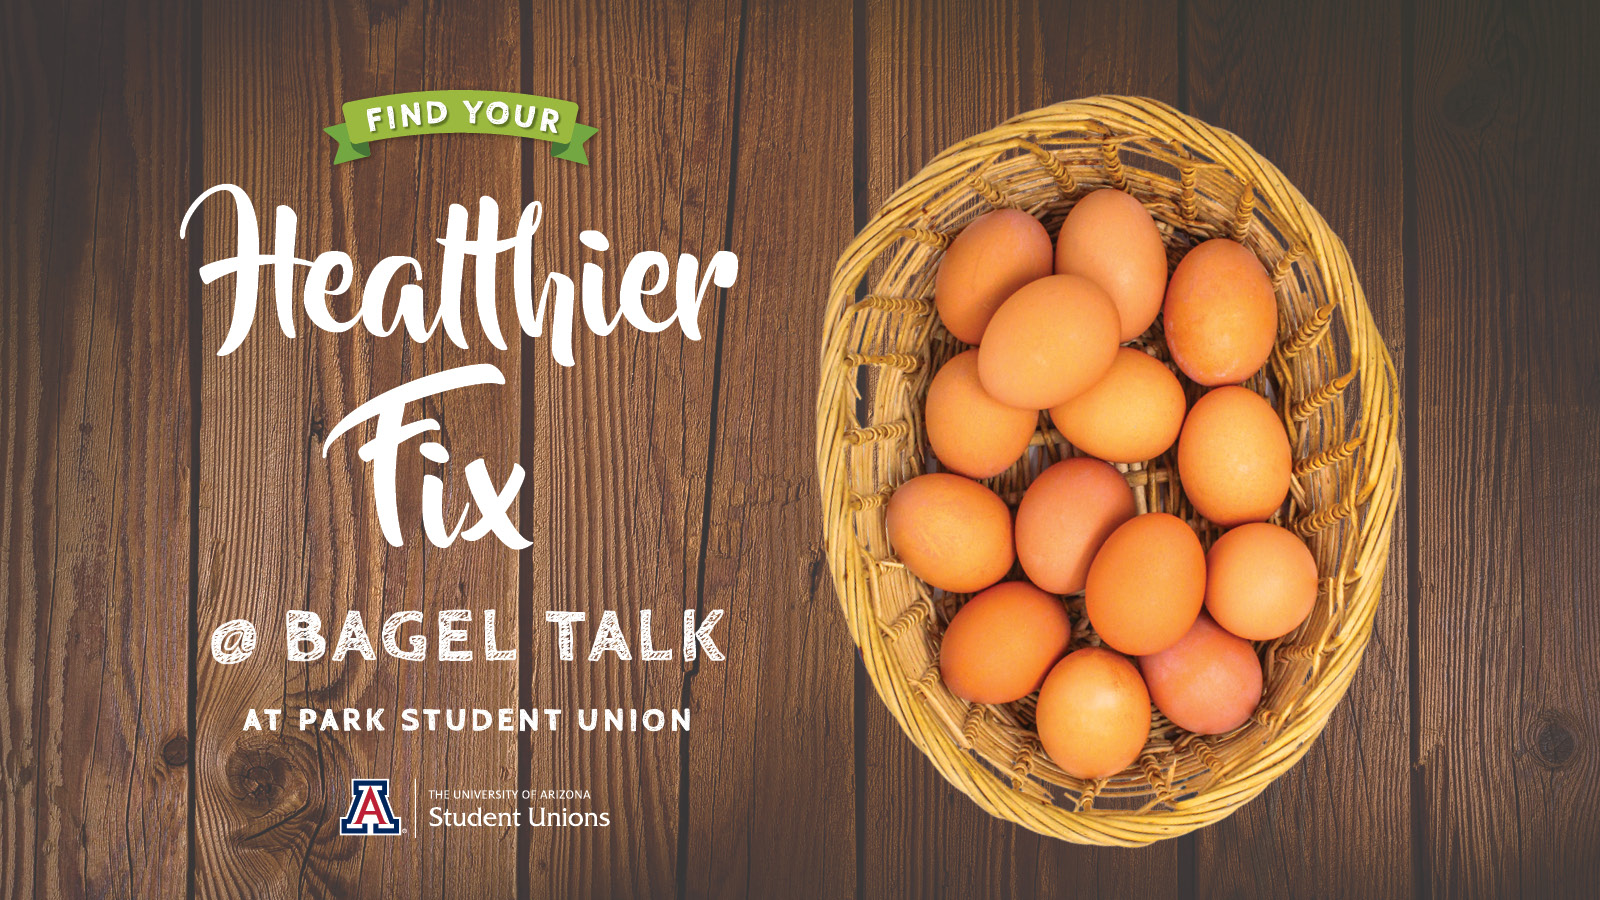 FIND YOUR
Healthier
Fix
@ BAGEL TALK
AT PARK STUDENT UNION
A
THE UNIVERSITY OF ARIZONA
Student Unions